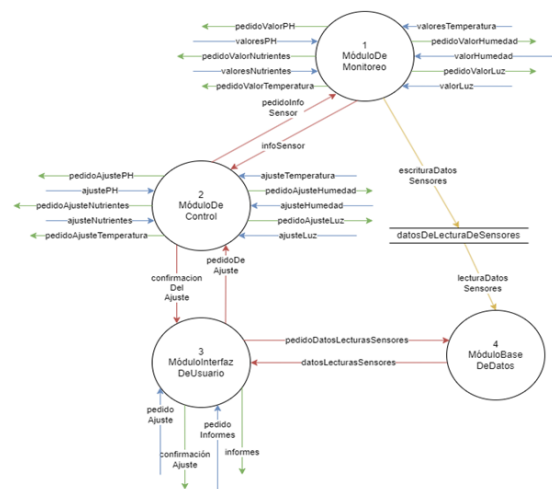 pedidoValorPH
valoresPH
pedidoValorNutrientes
valoresNutrientes
pedidoValorTemperatura
1
MóduloDe
Monitoreo
valoresTemperatura
pedidoValorHumedad
valorHumedad
pedidoValorLuz
valorLuz
pedidoInfo
Sensor
infoSensor
escrituraDatos
Sensores
pedidoAjustePH
ajustePH
pedidoAjusteNutrientes
ajusteNutrientes
pedidoAjusteTemperatura
2
MóduloDe
Control
ajusteTemperatura
pedidoAjusteHumedad
ajusteHumedad
pedidoAjusteLuz
ajusteLuz
datosDeLecturaDeSensores
confirmacion
Del
Ajuste
pedidoDe
Ajuste
lecturaDatos
Sensores
3
MóduloInterfaz
DeUsuario
pedidoDatosLecturasSensores
datosLecturasSensores
4
MóduloBase
DeDatos
pedido
Ajuste
confirmación
Ajuste
pedido
Informes
informes